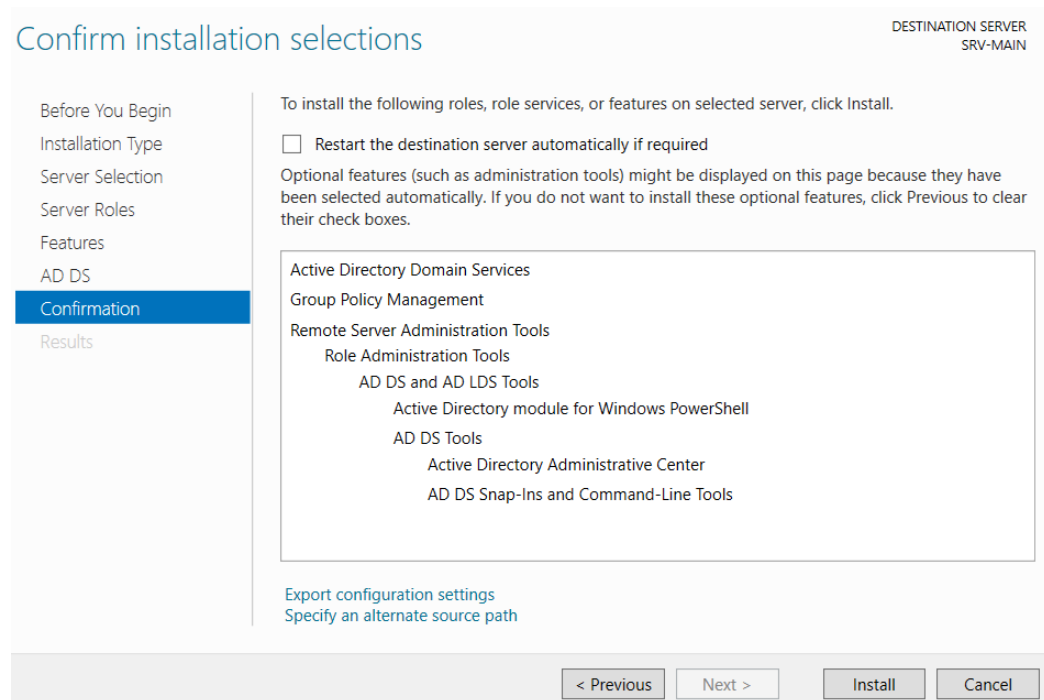 Confirm installation selections
DESTINATION SERVER
SRV-MAIN
Before You Begin
Installation Type
Server Selection
Server Roles
Features
AD DS
Confirmation
Results
To install the following roles, role services, or features on selected server, click Install.
Restart the destination server automatically if required
Optional features (such as administration tools) might be displayed on this page because they have
been selected automatically. If you do not want to install these optional features, click Previous to clear
their check boxes.
Active Directory Domain Services
Group Policy Management
Remote Server Administration Tools
Role Administration Tools
AD DS and AD LDS Tools
Active Directory module for Windows PowerShell
AD DS Tools
Active Directory Administrative Center
AD DS Snap-Ins and Command-Line Tools
Export configuration settings
Specify an alternate source path
< Previous
Next >
Install
Cancel